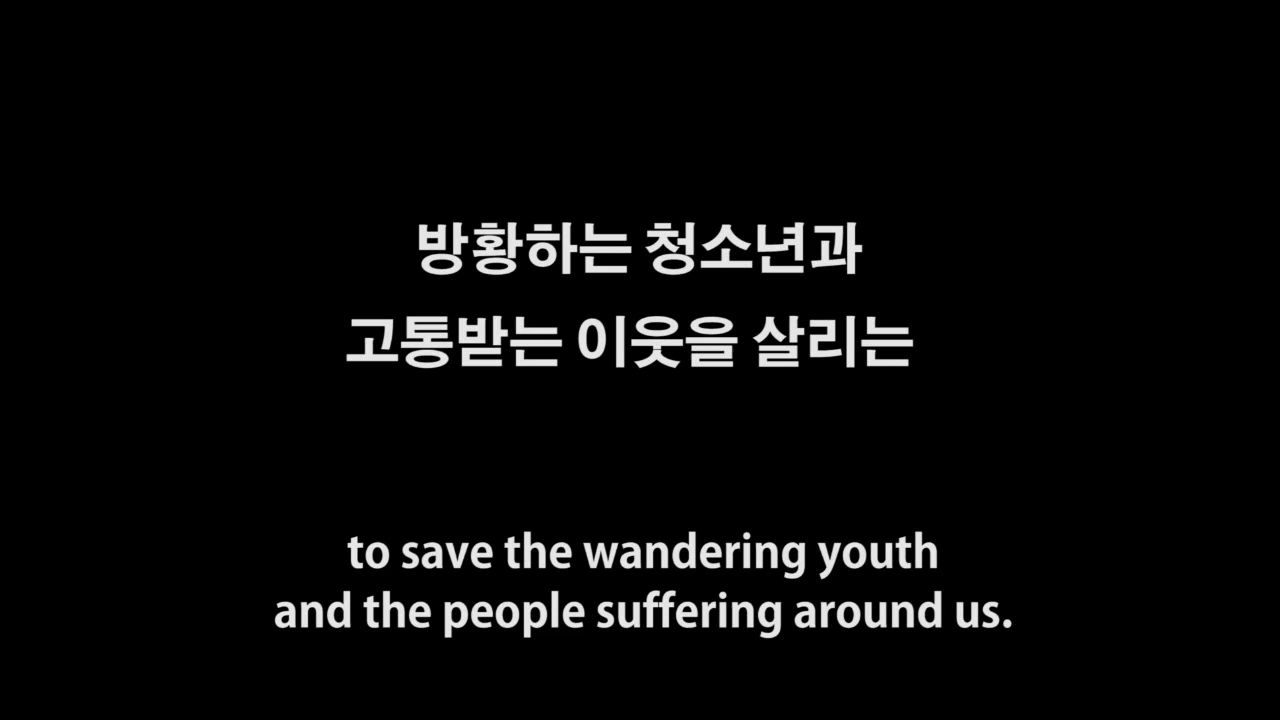 방황하는 청소년과
고통받는 이웃을 살리는
to save the wandering youth
and the people suffering around us.